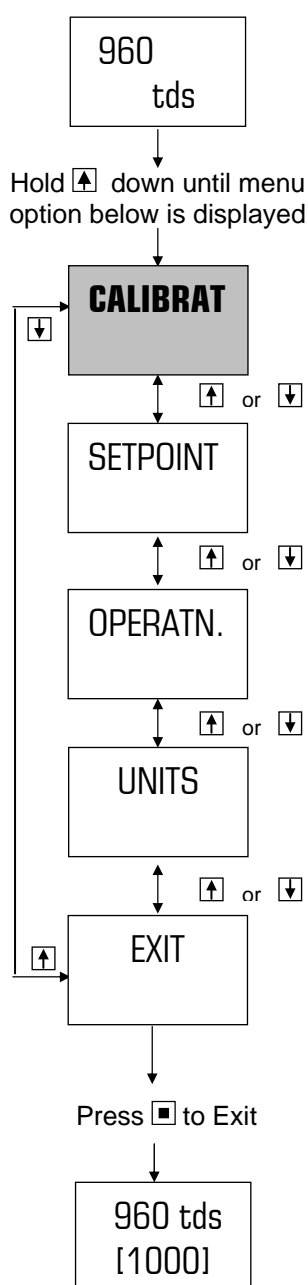 960
tds
Hold ↑ down until menu
option below is displayed
CALIBRAT
↓
↑ or ↓
SETPOINT
↑ or ↓
OPERATN.
↑ or ↓
UNITS
↑ or ↓
EXIT
↑
Press ■ to Exit
960 tds
[1000]